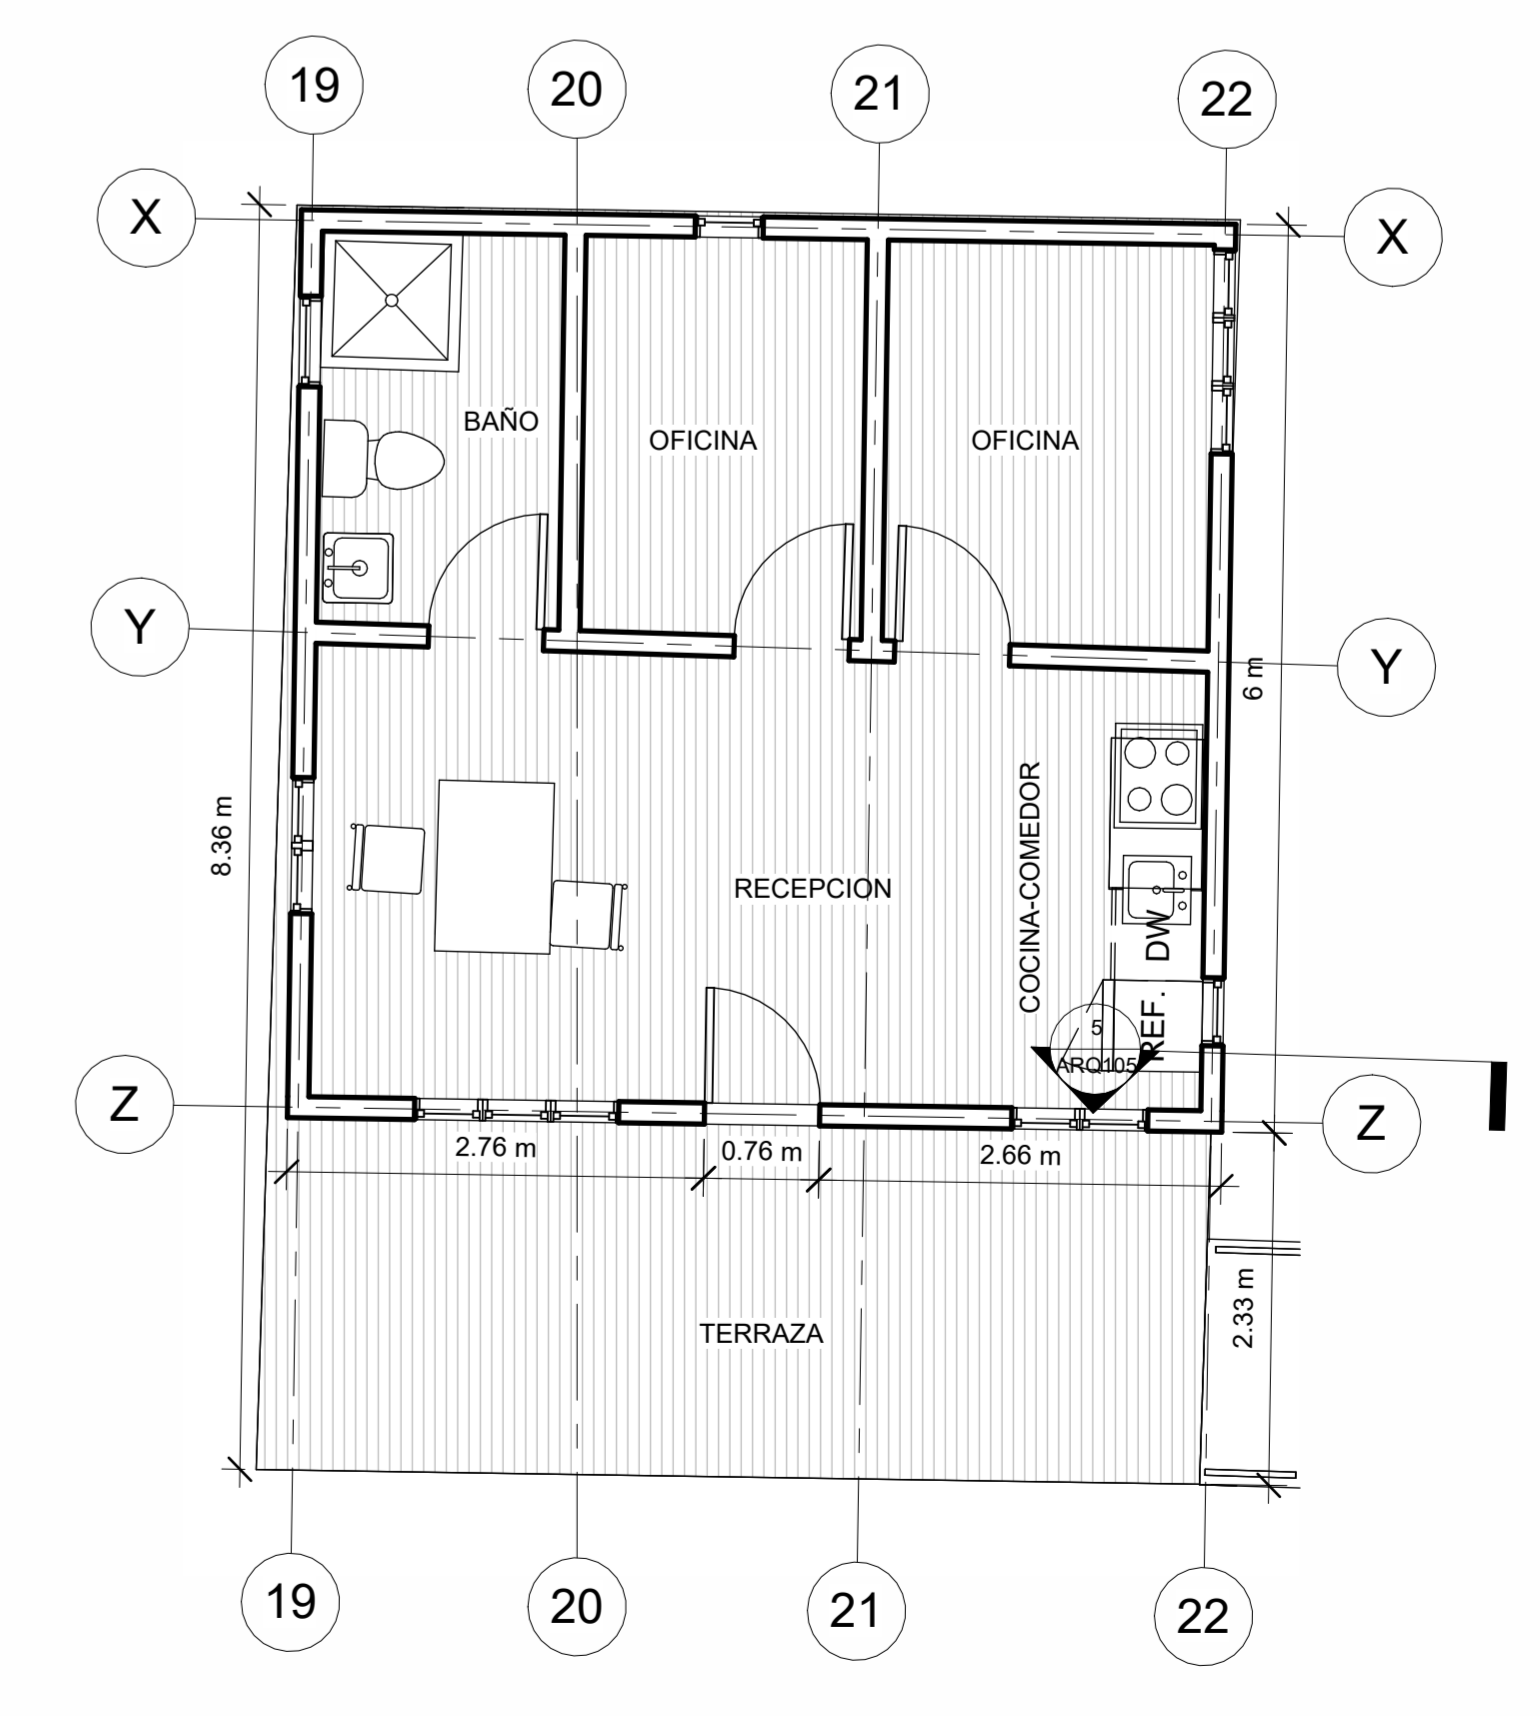 19
20
21
22
X
X
BAÑO
OFICINA
OFICINA
Y
Y
6 m
8.36 m
RECEPCION
COCINA-COMEDOR
DW
REF.
5
ARQ105
Z
Z
2.76 m
0.76 m
2.66 m
TERRAZA
2.33 m
19
20
21
22